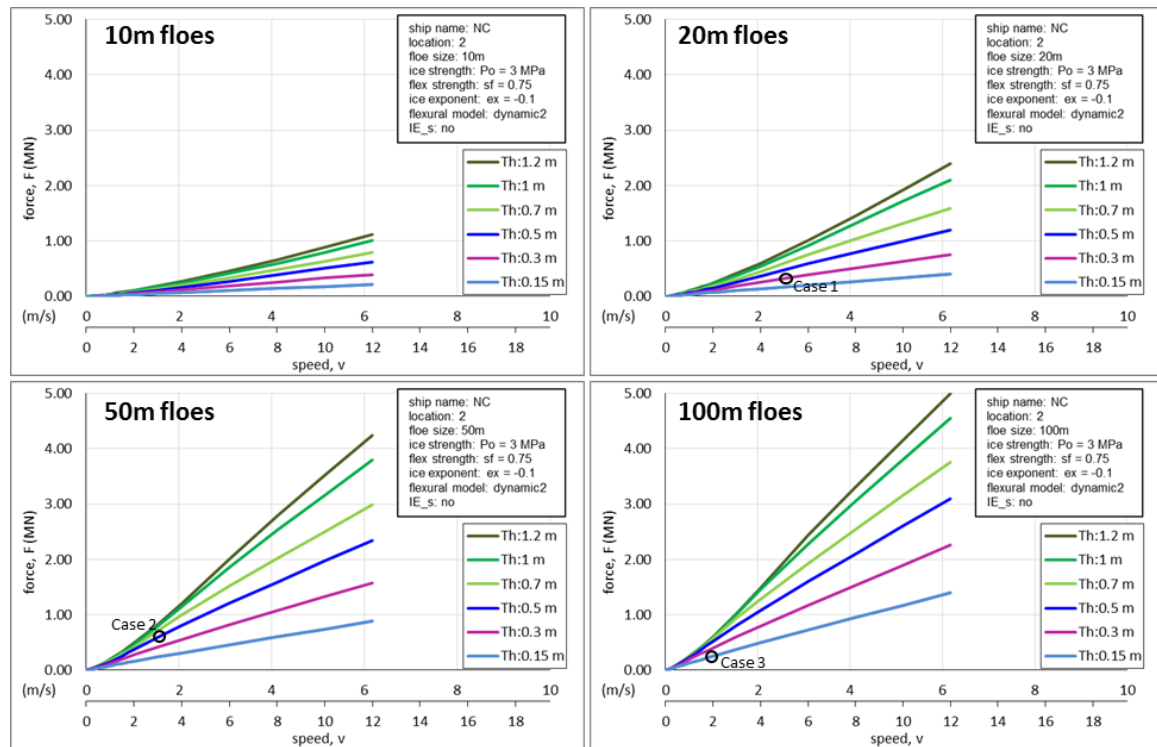 10m floes
ship name: NC
location: 2
floe size: 10m
ice strength: Po = 3 MPa
flex strength: sf = 0.75
ice exponent: ex = -0.1
flexural model: dynamic2
IE_s: no
Th:1.2 m
Th:1 m
Th:0.7 m
Th:0.5 m
Th:0.3 m
Th:0.15 m
force, F (MN)
5.00
4.00
3.00
2.00
1.00
0.00
(m/s) 0 2 4 6 8 10
0 2 4 6 8 10 12 14 16 18
speed, v
20m floes
ship name: NC
location: 2
floe size: 20m
ice strength: Po = 3 MPa
flex strength: sf = 0.75
ice exponent: ex = -0.1
flexural model: dynamic2
IE_s: no
Th:1.2 m
Th:1 m
Th:0.7 m
Th:0.5 m
Th:0.3 m
Th:0.15 m
Case 1
force, F (MN)
5.00
4.00
3.00
2.00
1.00
0.00
(m/s) 0 2 4 6 8 10
0 2 4 6 8 10 12 16 18
speed, v
50m floes
ship name: NC
location: 2
floe size: 50m
ice strength: Po = 3 MPa
flex strength: sf = 0.75
ice exponent: ex = -0.1
flexural model: dynamic2
IE_s: no
Th:1.2 m
Th:1 m
Th:0.7 m
Th:0.5 m
Th:0.3 m
Th:0.15 m
Case 2
force, F (MN)
5.00
4.00
3.00
2.00
1.00
0.00
(m/s) 0 2 4 6 8 10
0 2 4 6 8 10 12 14 16 18
speed, v
100m floes
ship name: NC
location: 2
floe size: 100m
ice strength: Po = 3 MPa
flex strength: sf = 0.75
ice exponent: ex = -0.1
flexural model: dynamic2
IE_s: no
Th:1.2 m
Th:1 m
Th:0.7 m
Th:0.5 m
Th:0.3 m
Th:0.15 m
Case 3
force, F (MN)
5.00
4.00
3.00
2.00
1.00
0.00
(m/s) 0 2 4 6 8 10
0 2 4 6 8 10 12 14 16 18
speed, v